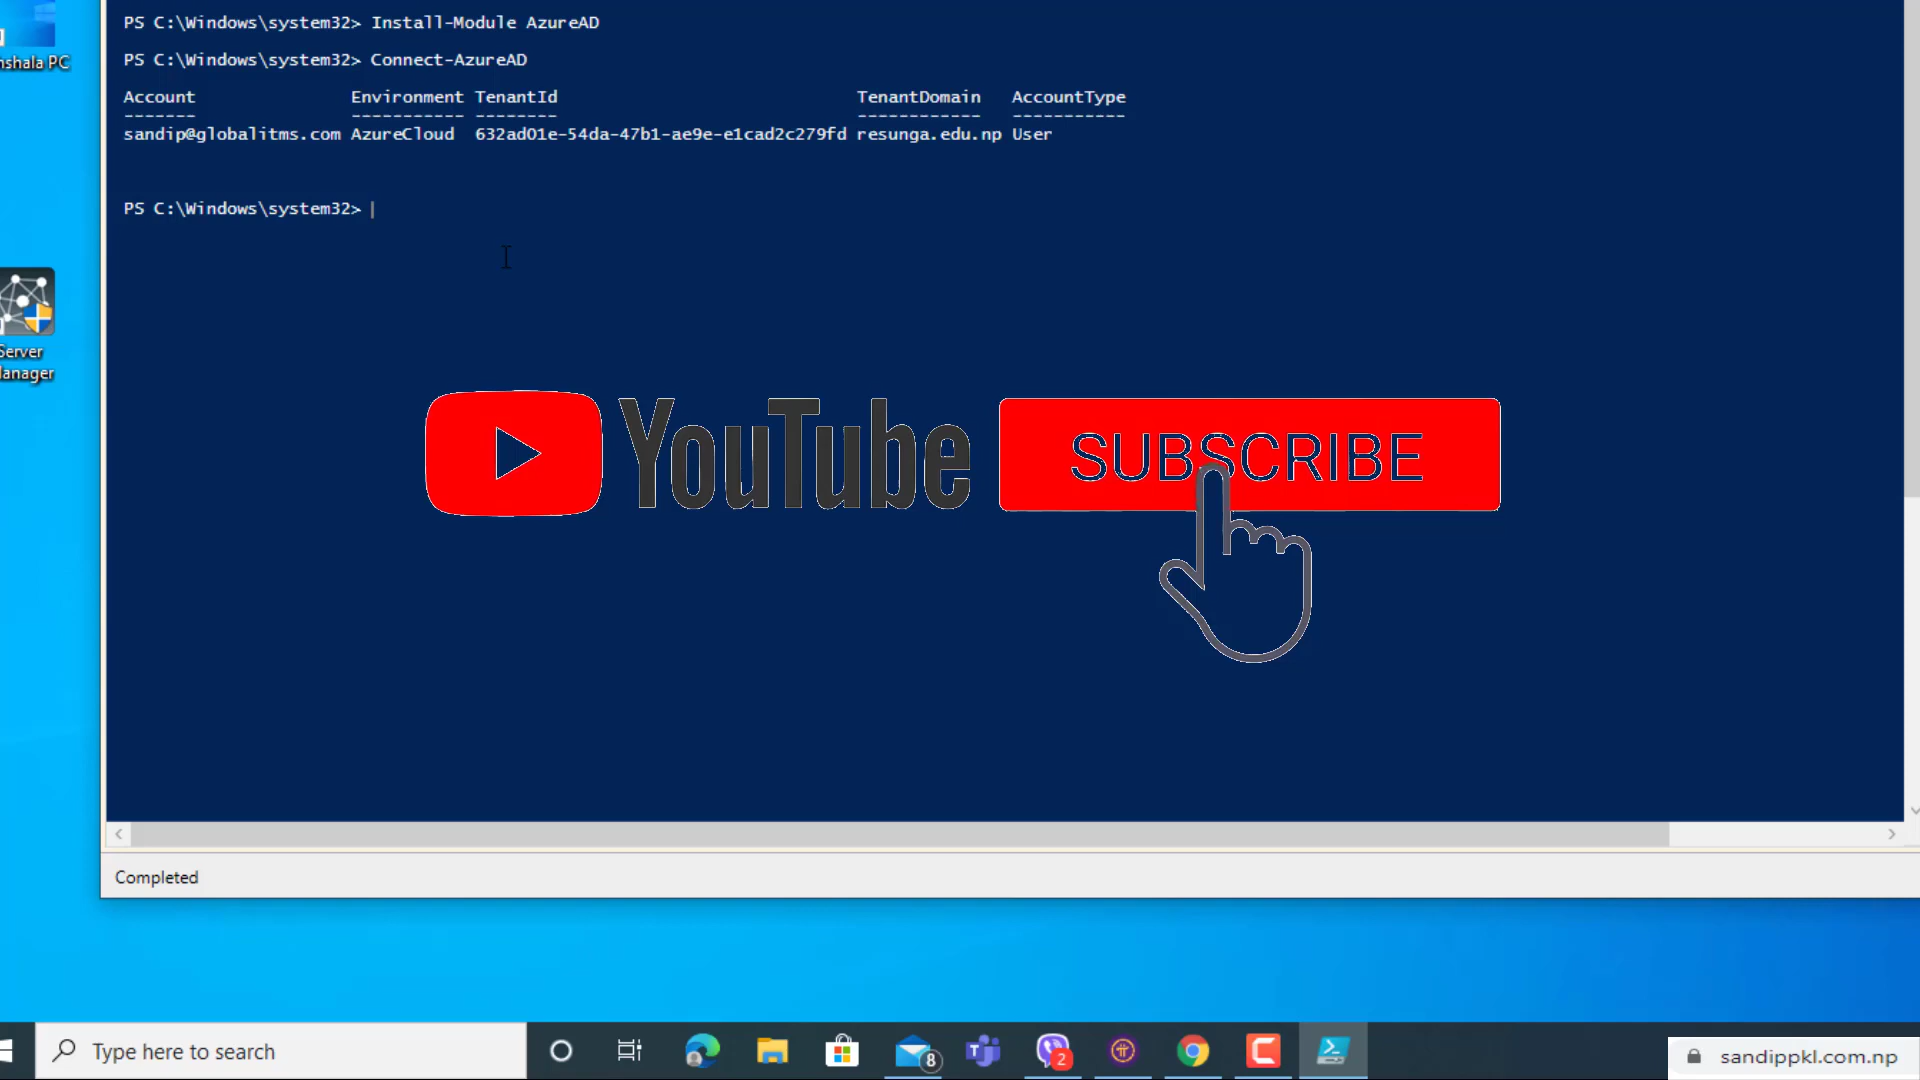 PS C:\Windows\system32> Install-Module AzureAD
PS C:\Windows\system32> Connect-AzureAD
Account Environment TenantId TenantDomain AccountType
------- ----------- -------- ------------ -----------
sandip@globalitms.com AzureCloud 632ad01e-54da-47b1-ae9e-e1cad2c279fd resunga.edu.np User
PS C:\Windows\system32>
nshala PC
Server
lanager
YouTube SUBSCRIBE
Completed
Type here to search
8
2
sandippkl.com.np